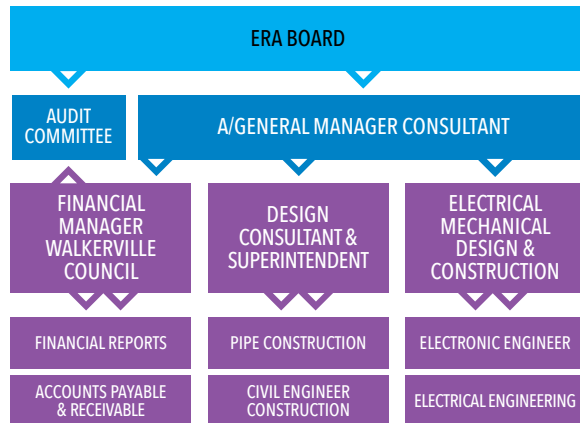 ERA BOARD
AUDIT
COMMITTEE
A/GENERAL MANAGER CONSULTANT
FINANCIAL
MANAGER
WALKERVILLE
COUNCIL
DESIGN
CONSULTANT &
SUPERINTENDENT
ELECTRICAL
MECHANICAL
DESIGN &
CONSTRUCTION
FINANCIAL REPORTS
PIPE CONSTRUCTION
ELECTRONIC ENGINEER
ACCOUNTS PAYABLE
& RECEIVABLE
CIVIL ENGINEER
CONSTRUCTION
ELECTRICAL ENGINEERING